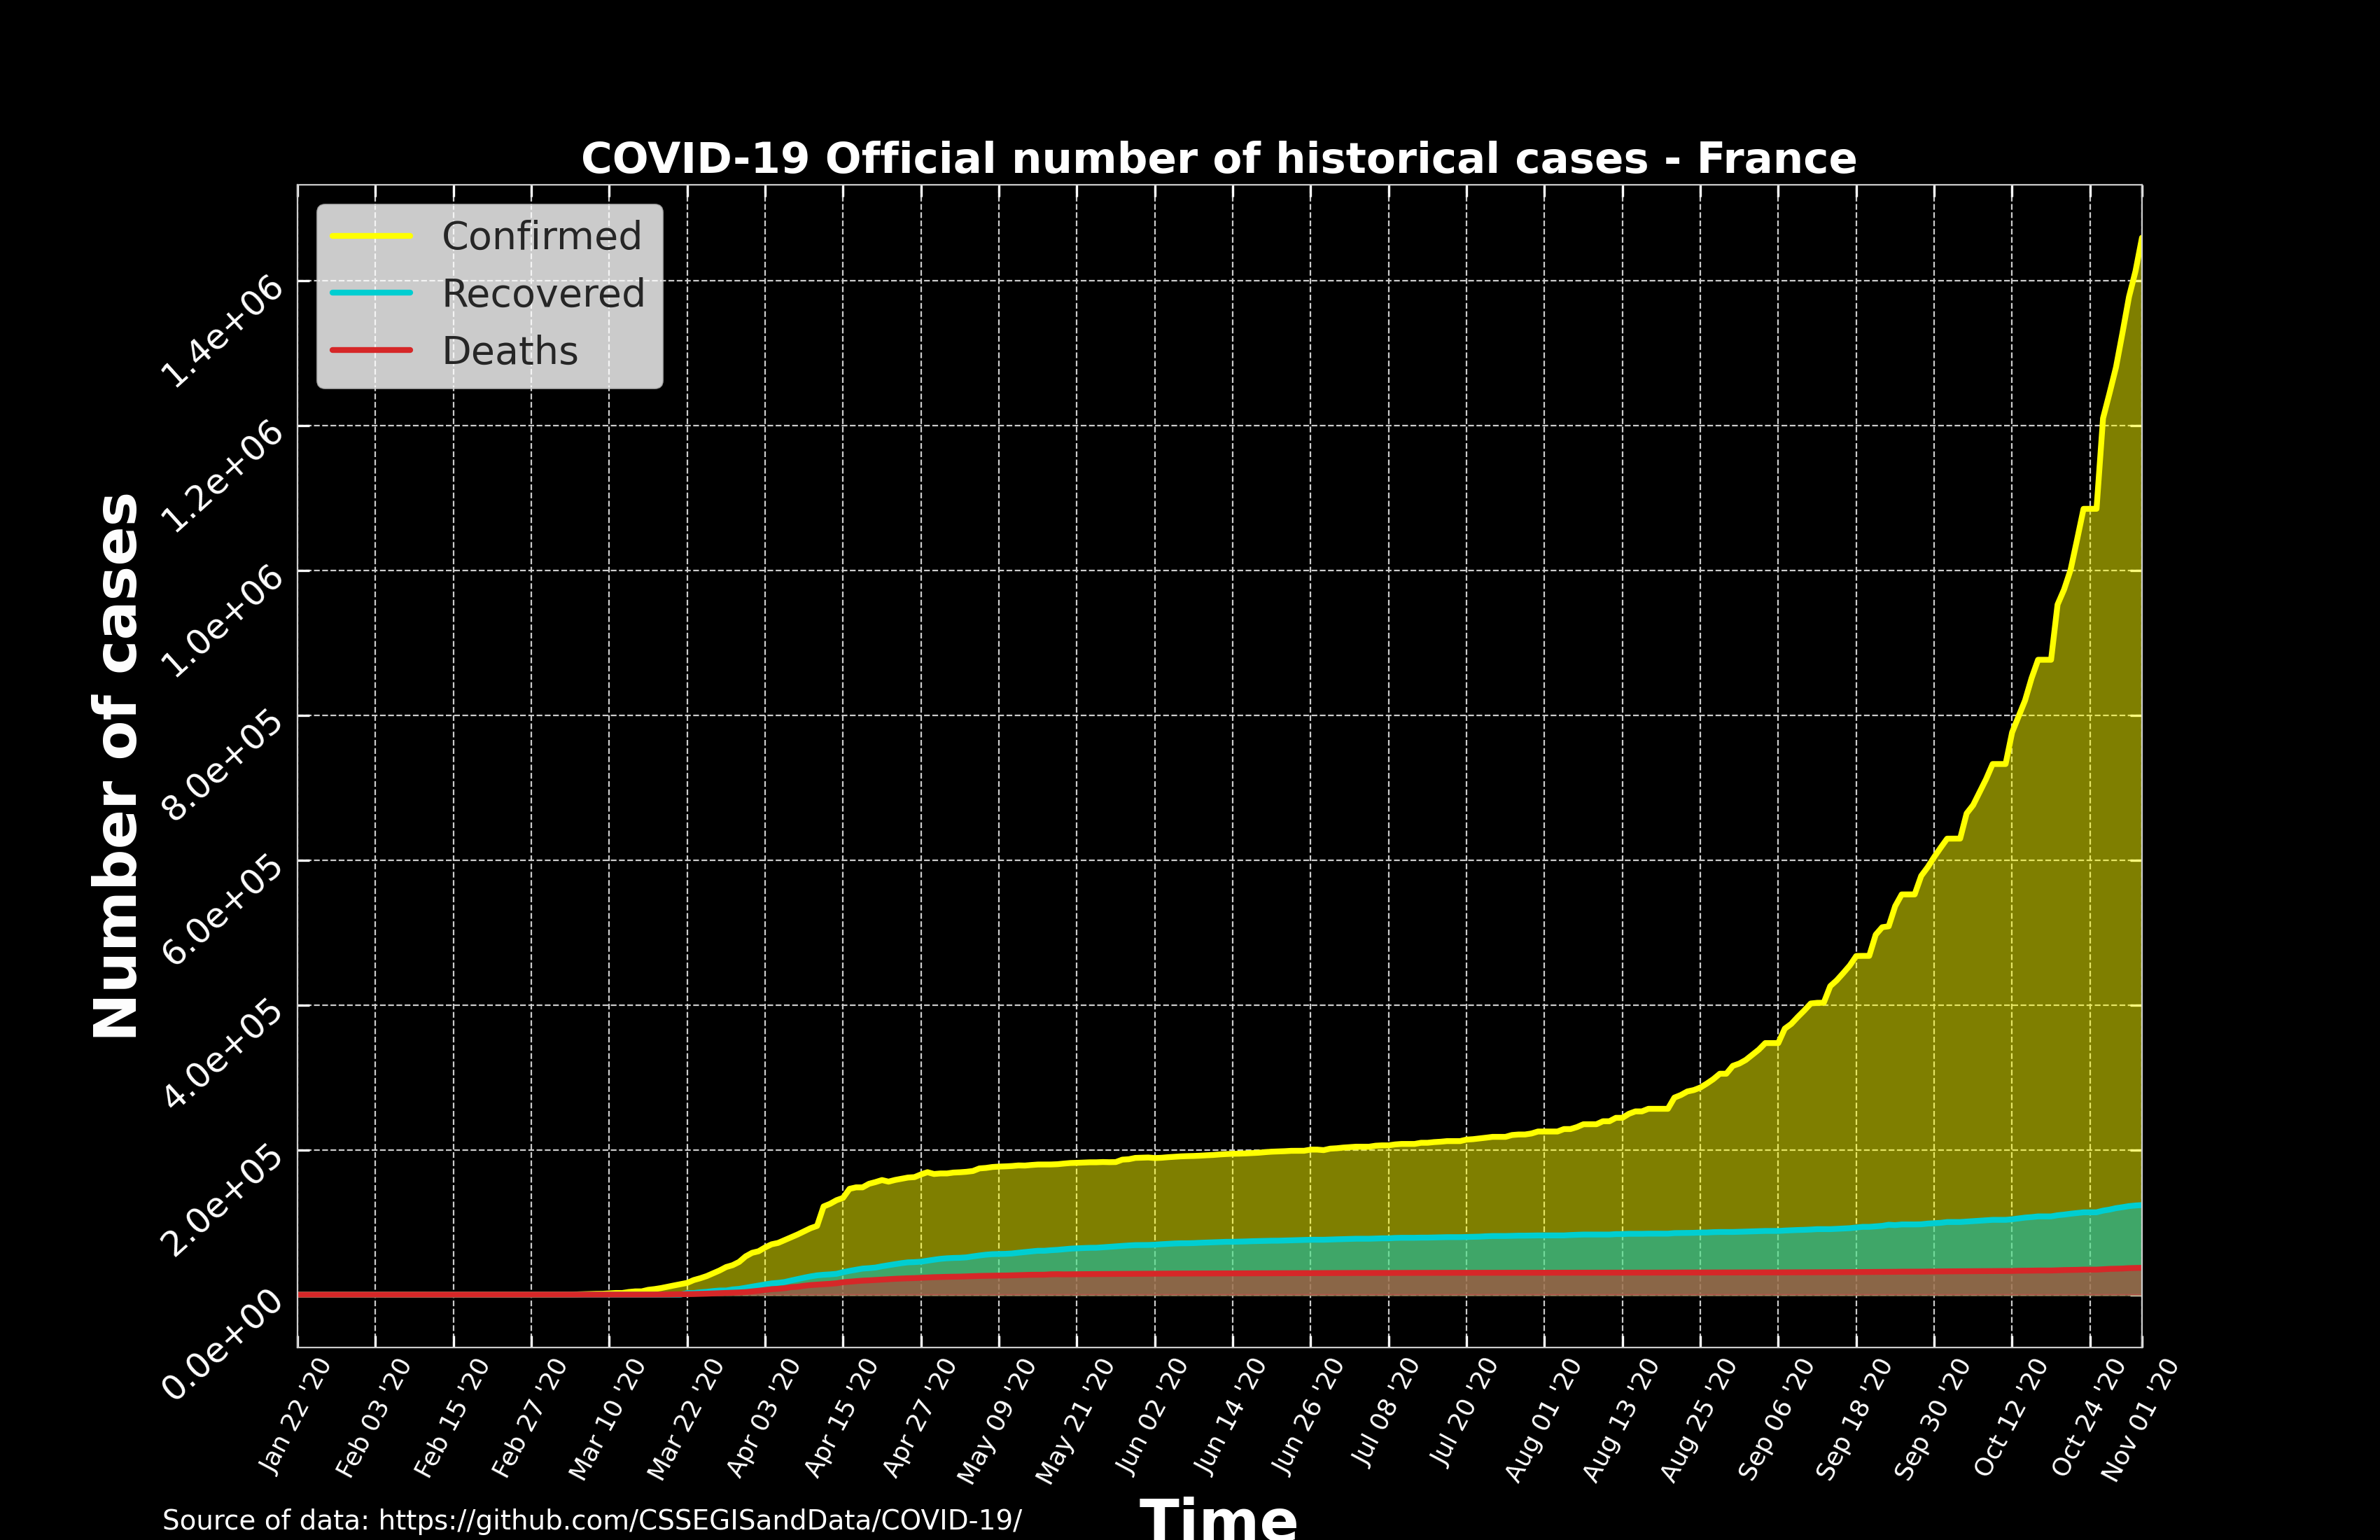 COVID-19 Official number of historical cases - France
Confirmed
Recovered
Deaths
Number of cases
1.4e+06
1.2e+06
1.0e+06
8.0e+05
6.0e+05
4.0e+05
2.0e+05
0.0e+00
Jan 22 '20
Feb 03 '20
Feb 15 '20
Feb 27 '20
Mar 10 '20
Mar 22 '20
Apr 03 '20
Apr 15 '20
Apr 27 '20
May 09 '20
May 21 '20
Jun 02 '20
Jun 14 '20
Jun 26 '20
Jul 08 '20
Jul 20 '20
Aug 01 '20
Aug 13 '20
Aug 25 '20
Sep 06 '20
Sep 18 '20
Sep 30 '20
Oct 12 '20
Oct 24 '20
Nov 01 '20
Time
Source of data: https://github.com/CSSEGISandData/COVID-19/